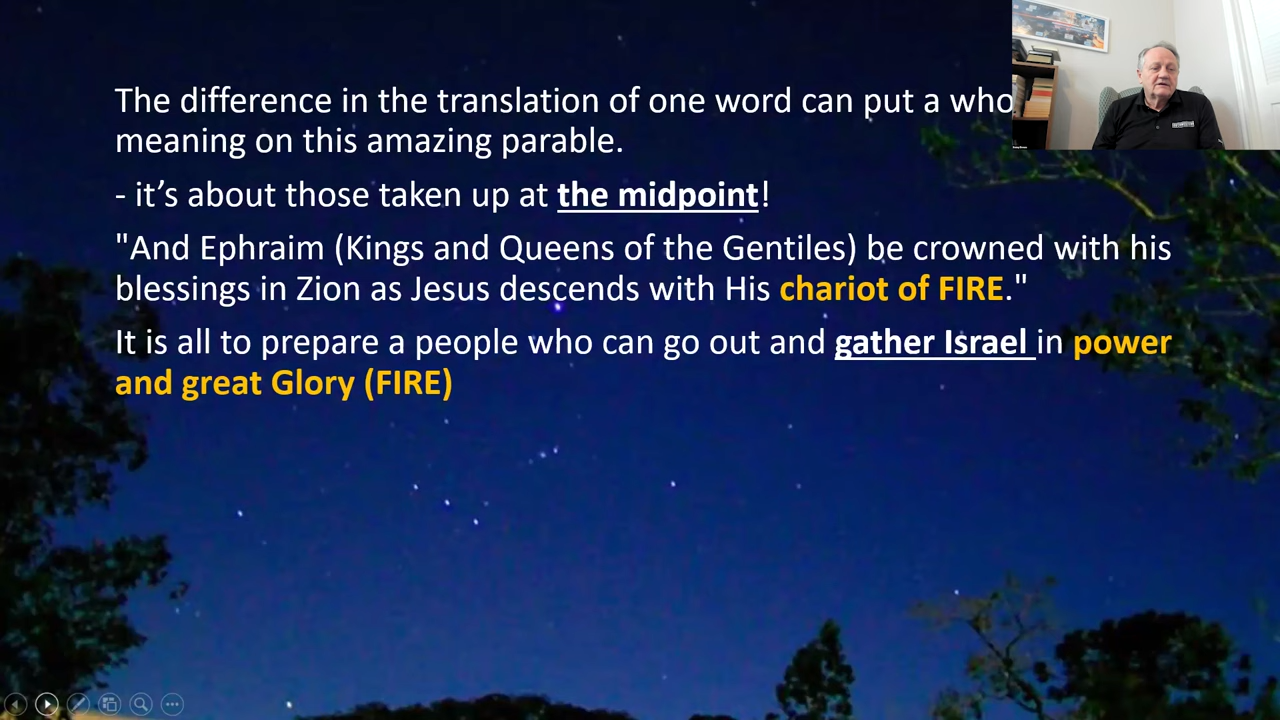 The difference in the translation of one word can put a who
meaning on this amazing parable.
- it’s about those taken up at the midpoint!
"And Ephraim (Kings and Queens of the Gentiles) be crowned with his
blessings in Zion as Jesus descends with His chariot of FIRE."
It is all to prepare a people who can go out and gather Israel in power
and great Glory (FIRE)